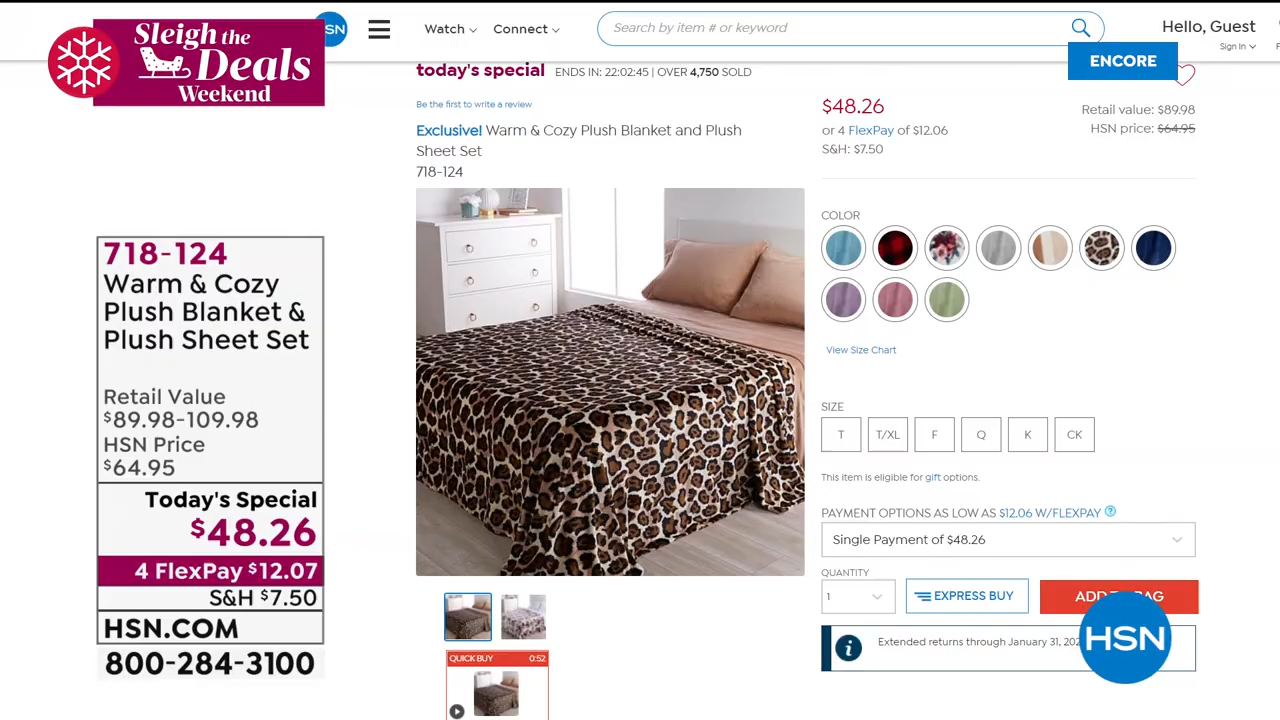 Sleigh the
Deals
Weekend
SN
Watch
Connect
Search by item # or keyword
Hello, Guest
Sign In
ENCORE
today's special ENDS IN: 22:02:45 | OVER 4,750 SOLD
Be the first to write a review
Exclusive! Warm & Cozy Plush Blanket and Plush
Sheet Set
718-124
$48.26
or 4 FlexPay of $12.06
S&H: $7.50
Retail value: $89.98
HSN price: $64.95
COLOR
View Size Chart
SIZE
T T/XL F Q K CK
This item is eligible for gift options.
PAYMENT OPTIONS AS LOW AS $12.06 W/FLEXPAY ?
Single Payment of $48.26
QUANTITY
1
EXPRESS BUY
ADD BAG
Extended returns through January 31,
HSN
QUICK BUY 0:52
718-124
Warm & Cozy
Plush Blanket &
Plush Sheet Set
Retail Value
$89.98-109.98
HSN Price
$64.95
Today's Special
$48.26
4 FlexPay $12.07
S&H $7.50
HSN.COM
800-284-3100